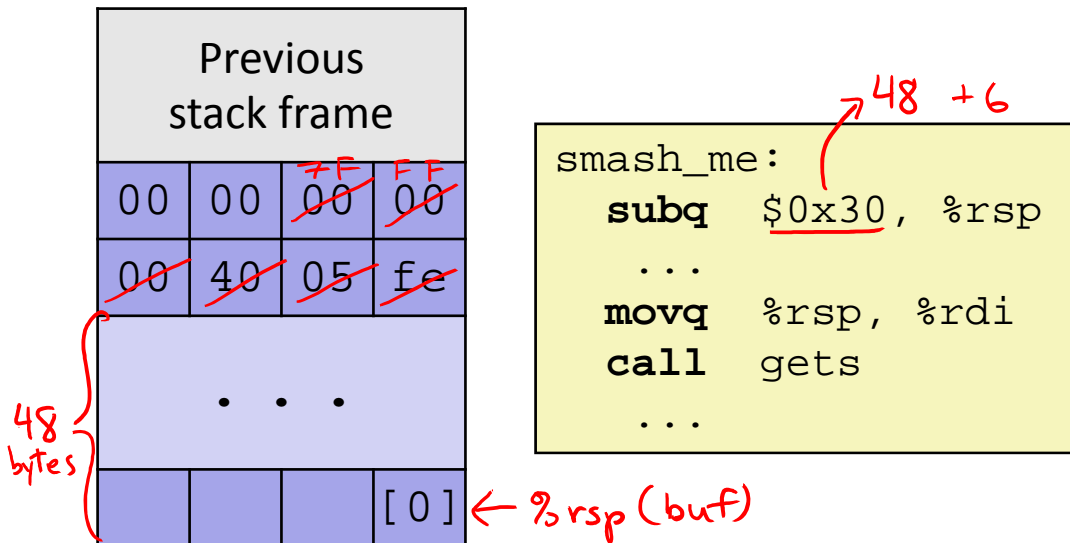 Previous
stack frame
48 + 6
smash_me:
subq $0x30, %rsp
...
movq %rsp, %rdi
call gets
...
7F FF
00 00 00 00
00 40 05 fe
. . .
48
bytes
[0] ← %rsp (buf)